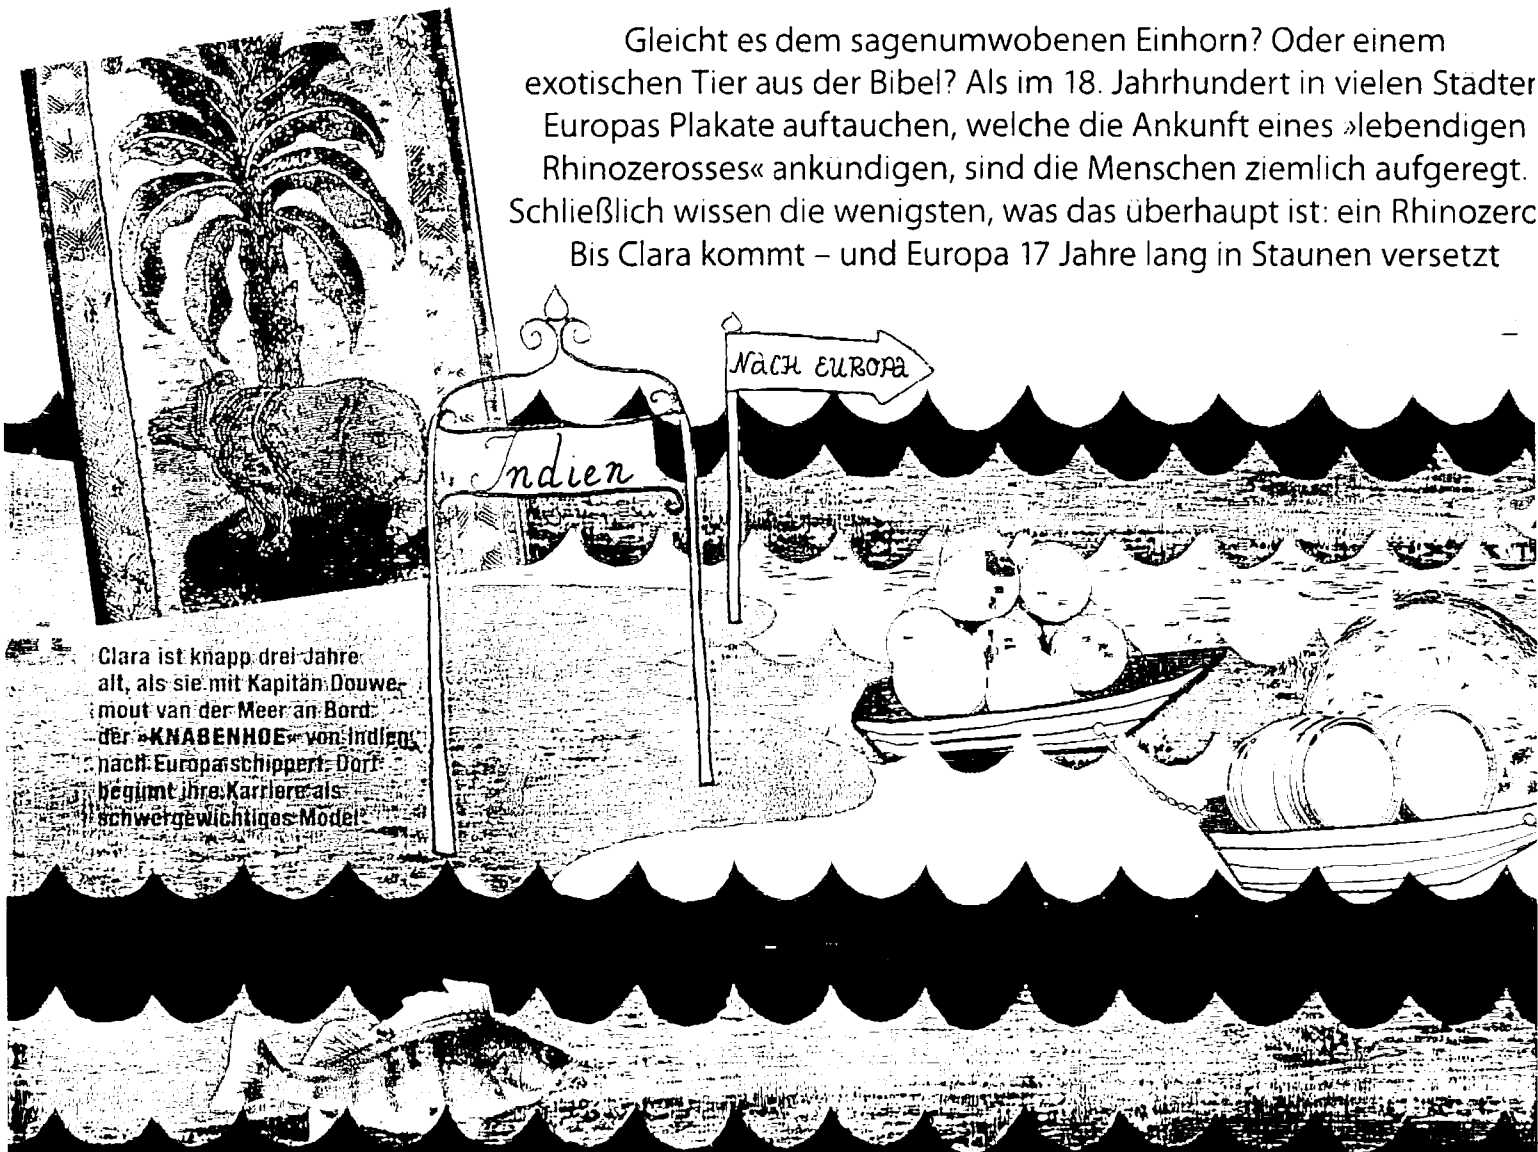 Gleicht es dem sagenumwobenen Einhorn? Oder einem
exotischen Tier aus der Bibel? Als im 18. Jahrhundert in vielen Städter
Europas Plakate auftauchen, welche die Ankunft eines »lebendigen
Rhinozerosses« ankündigen, sind die Menschen ziemlich aufgeregt.
Schließlich wissen die wenigsten, was das überhaupt ist: ein Rhinozero
Bis Clara kommt – und Europa 17 Jahre lang in Staunen versetzt
NACH EUROPA
Indien
Clara ist knapp drei Jahre
alt, als sie mit Kapitän Douwe-
mout van der Meer an Bord
der »KNABENHOE« von Indien
nach Europa schippert. Dort
beginnt ihre Karriere als
schwergewichtiges Model